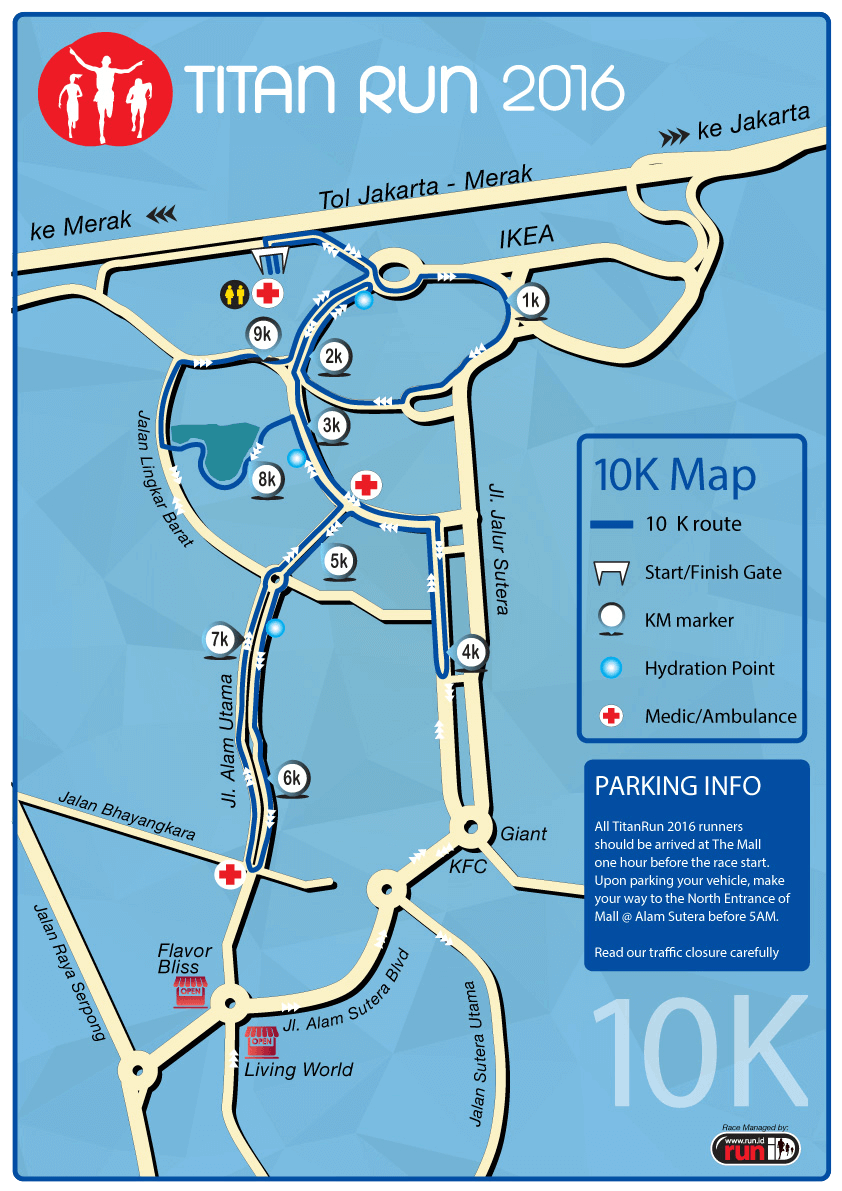 TITAN RUN 2016
ke Jakarta
Tol Jakarta - Merak
ke Merak
IKEA
1k
9k
2k
3k
Jalan Lingkar Barat
8k
10K Map
10 K route
Start/Finish Gate
KM marker
Hydration Point
Medic/Ambulance
Jl. Jalur Sutera
5k
7k
4k
Jl. Alam Utama
6k
Jalan Bhayangkara
PARKING INFO
All TitanRun 2016 runners
should be arrived at The Mall
one hour before the race start.
Upon parking your vehicle, make
your way to the North Entrance of
Mall @ Alam Sutera before 5AM.
Read our traffic closure carefully
Giant
KFC
Jalan Raya Serpong
Flavor
Bliss
OPEN
Jl. Alam Sutera Blvd
OPEN
Living World
Jalan Sutera Utama
10K
Race Managed by:
www.run.id
run iD